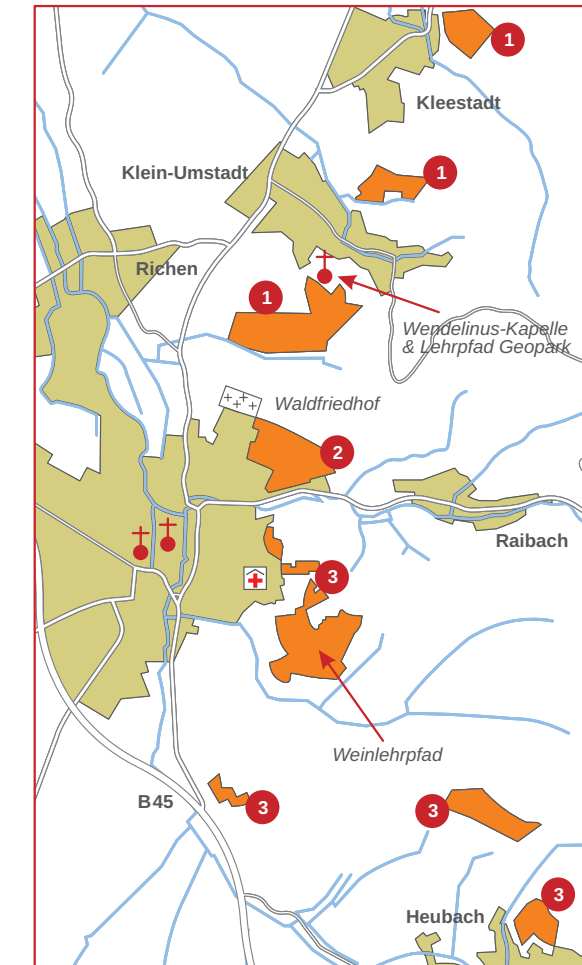 1
Kleestadt
Klein-Umstadt
1
Richen
1
Wendelinus-Kapelle
& Lehrpfad Geopark
Waldfriedhof
2
Raibach
3
Weinlehrpfad
B45
3
3
3
Heubach